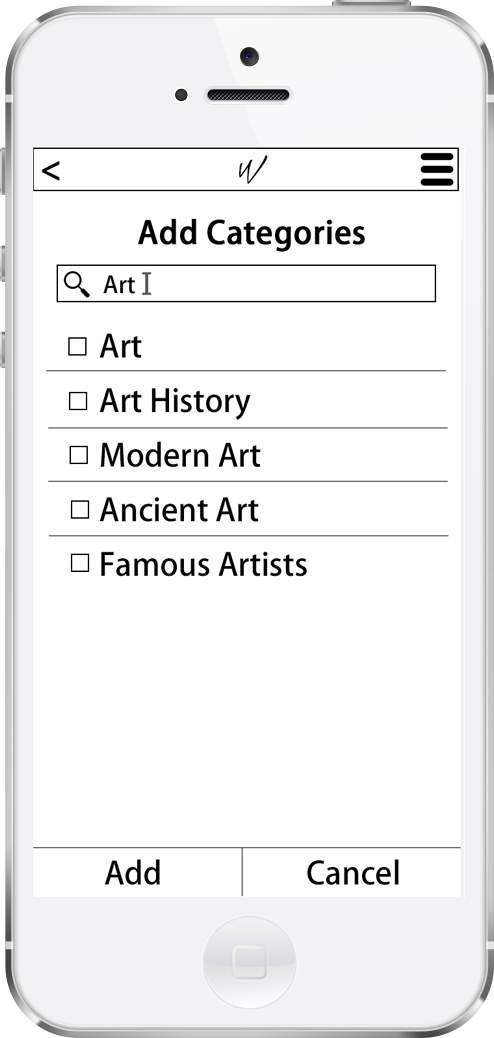 < W
Add Categories
Art
Art
Art History
Modern Art
Ancient Art
Famous Artists
Add Cancel